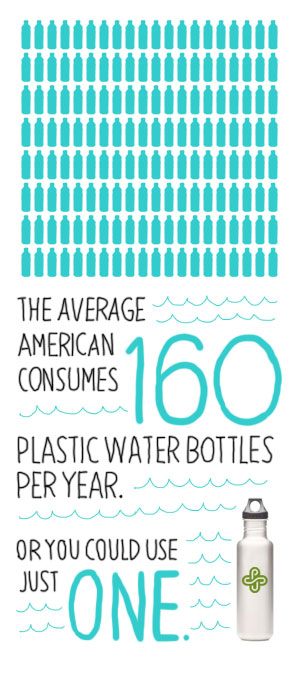 THE AVERAGE
AMERICAN
CONSUMES 160
PLASTIC WATER BOTTLES
PER YEAR.
OR YOU COULD USE
JUST ONE.